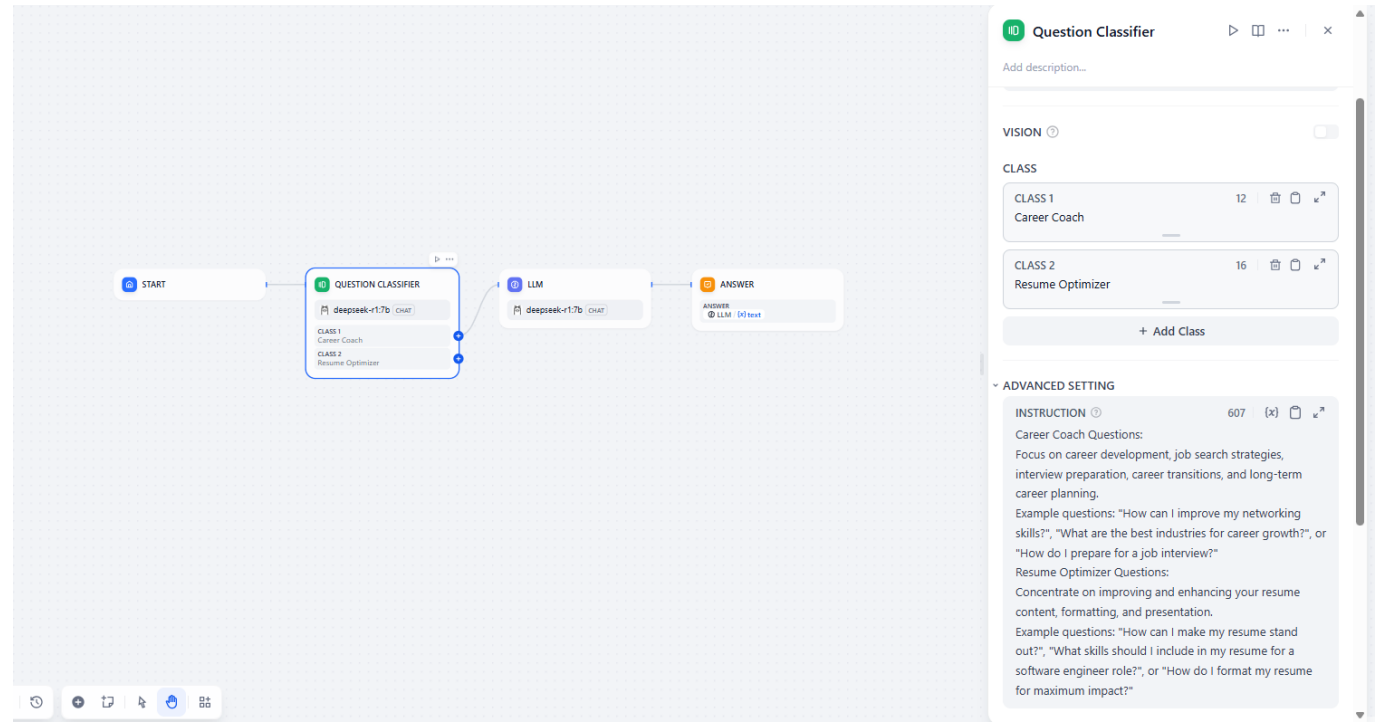 START
QUESTION CLASSIFIER
deepseek-r1:7b CHAT
CLASS 1
Career Coach
CLASS 2
Resume Optimizer
LLM
deepseek-r1:7b CHAT
ANSWER
ANSWER
LLM {x} text
Question Classifier
Add description...
VISION
CLASS
CLASS 1 12
Career Coach
CLASS 2 16
Resume Optimizer
+ Add Class
ADVANCED SETTING
INSTRUCTION 607 {x}
Career Coach Questions:
Focus on career development, job search strategies,
interview preparation, career transitions, and long-term
career planning.
Example questions: "How can I improve my networking
skills?", "What are the best industries for career growth?", or
"How do I prepare for a job interview?"
Resume Optimizer Questions:
Concentrate on improving and enhancing your resume
content, formatting, and presentation.
Example questions: "How can I make my resume stand
out?", "What skills should I include in my resume for a
software engineer role?", or "How do I format my resume
for maximum impact?"